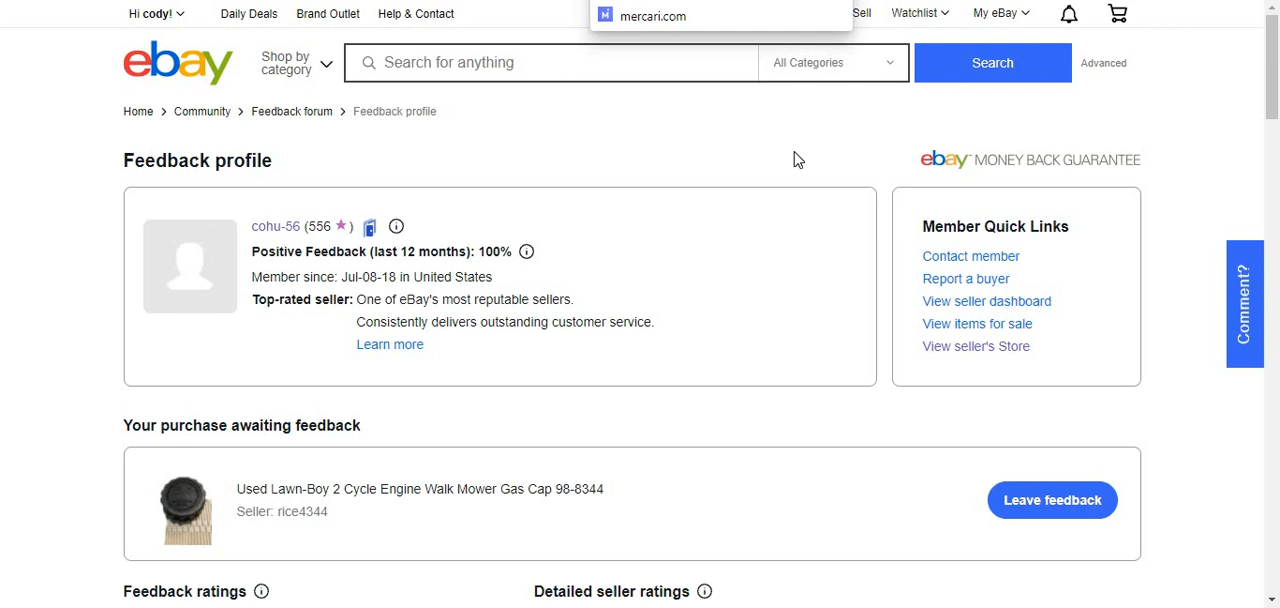 Hi cody!
Daily Deals
Brand Outlet
Help & Contact
mercari.com
Sell
Watchlist
My eBay
ebay
Shop by category
Search for anything
All Categories
Search
Advanced
Home
Community
Feedback forum
Feedback profile
Feedback profile
ebay MONEY BACK GUARANTEE
cohu-56 (556 ★)
Positive Feedback (last 12 months): 100%
Member since: Jul-08-18 in United States
Top-rated seller: One of eBay's most reputable sellers.
Consistently delivers outstanding customer service.
Learn more
Member Quick Links
Contact member
Report a buyer
View seller dashboard
View items for sale
View seller's Store
Comment?
Your purchase awaiting feedback
Used Lawn-Boy 2 Cycle Engine Walk Mower Gas Cap 98-8344
Seller: rice4344
Leave feedback
Feedback ratings
Detailed seller ratings